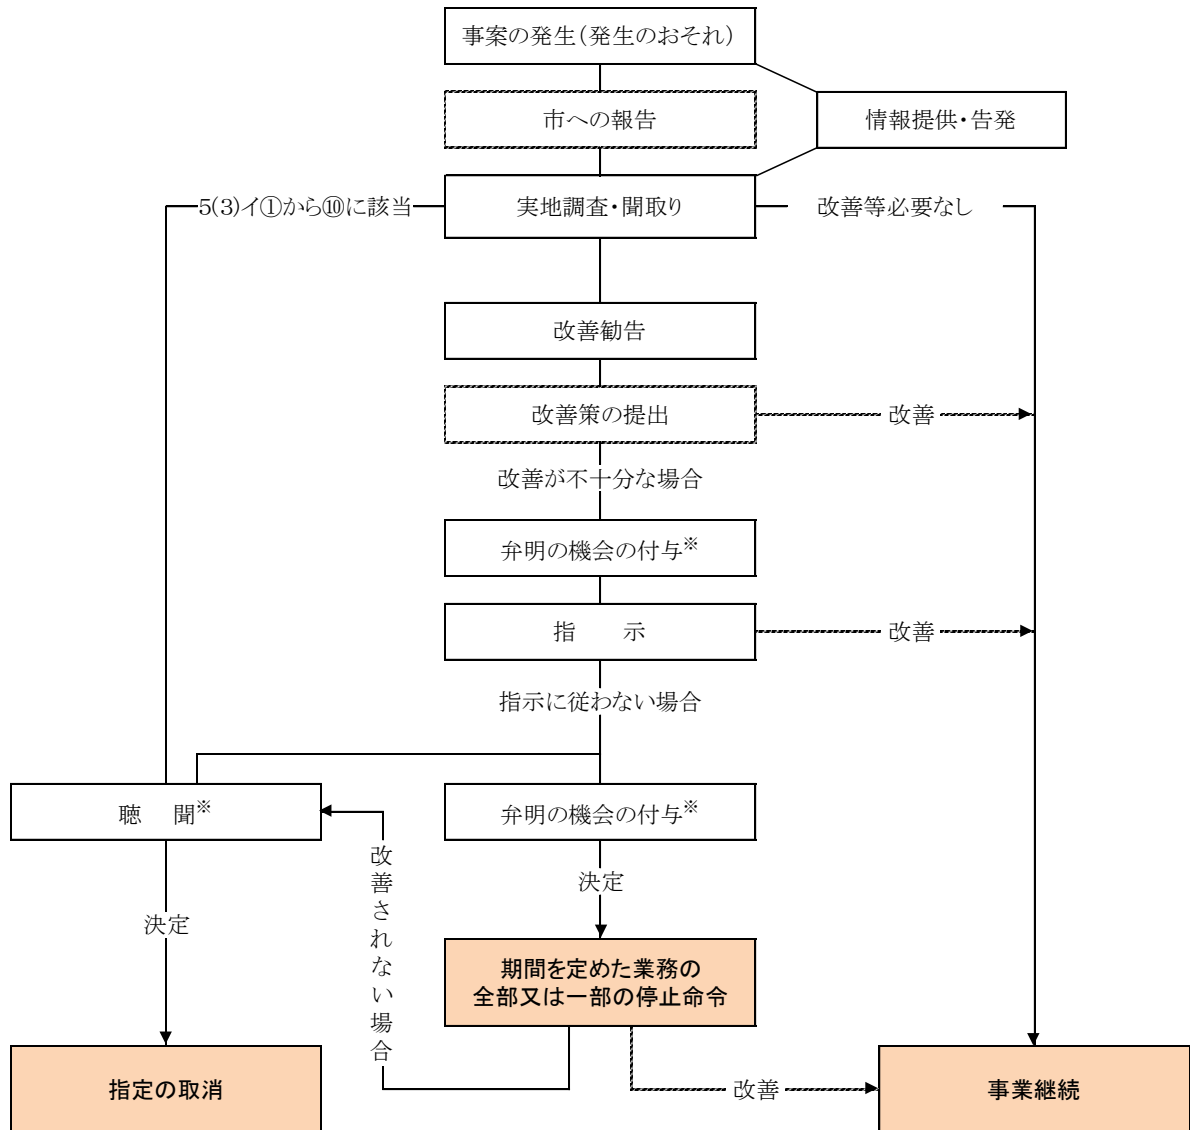 事案の発生(発生のおそれ)
市への報告
情報提供・告発
5(3)イ①から⑩に該当
実地調査・聞取り
改善等必要なし
改善勧告
改善策の提出
改善
改善が不十分な場合
弁明の機会の付与※
指　示
改善
指示に従わない場合
聴　聞※
弁明の機会の付与※
改善されない場合
決定
決定
期間を定めた業務の
全部又は一部の停止命令
指定の取消
改善
事業継続